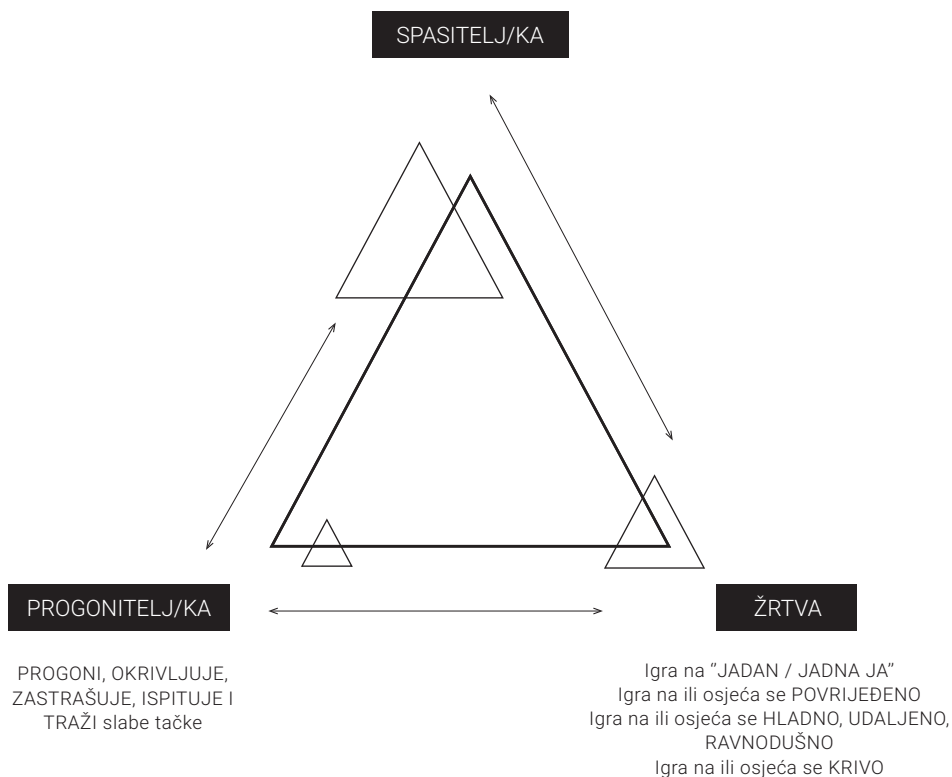 SPASITELJ/KA
PROGONITELJ/KA
PROGONI, OKRIVLJUJE,
ZASTRAŠUJE, ISPITUJE I
TRAŽI slabe tačke
ŽRTVA
Igra na “JADAN / JADNA JA”
Igra na ili osjeća se POVRIJEĐENO
Igra na ili osjeća se HLADNO, UDALJENO,
RAVNODUŠNO
Igra na ili osjeća se KRIVO